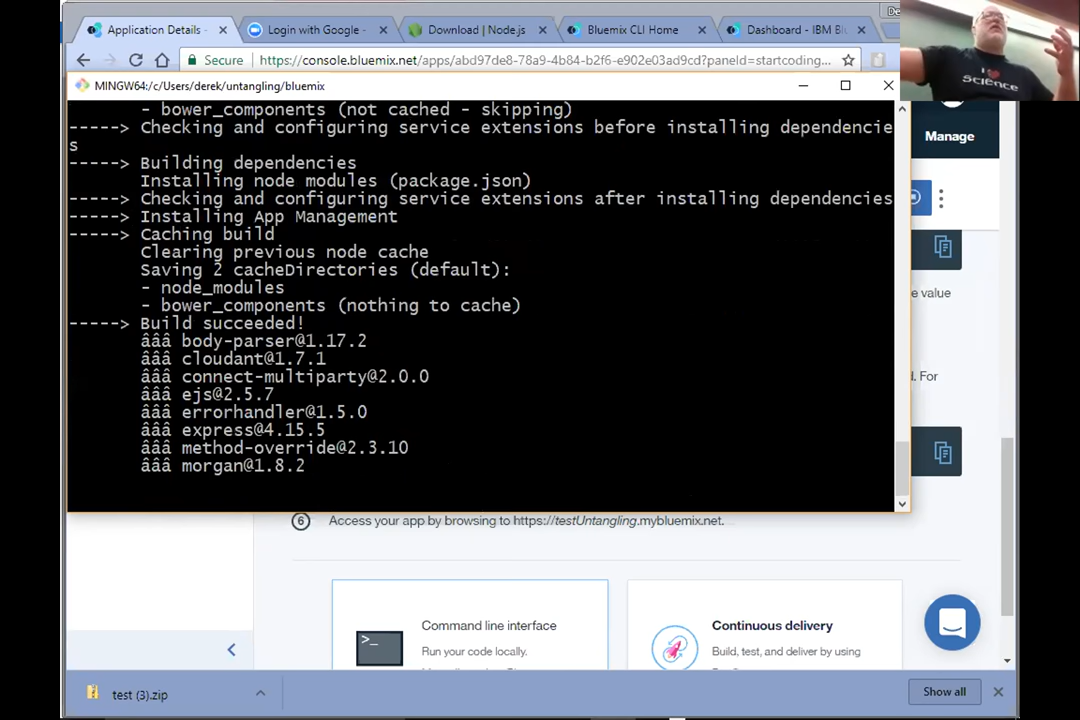 Application Details -
Login with Google -
Download | Node.js
Bluemix CLI Home
Dashboard - IBM Bl
De
Secure
https://console.bluemix.net/apps/abd97de8-78a9-4b84-b2f6-e902e03ad9cd?paneId=startcoding...
I ♥
Science
MINGW64:/c/Users/derek/untangling/bluemix
Manage
- bower_components (not cached - skipping)
-----> Checking and configuring service extensions before installing dependencie
s
-----> Building dependencies
Installing node modules (package.json)
-----> Checking and configuring service extensions after installing dependencies
-----> Installing App Management
-----> Caching build
Clearing previous node cache
Saving 2 cacheDirectories (default):
- node_modules
- bower_components (nothing to cache)
-----> Build succeeded!
âââ body-parser@1.17.2
âââ cloudant@1.7.1
âââ connect-multiparty@2.0.0
âââ ejs@2.5.7
âââ errorhandler@1.5.0
âââ express@4.15.5
âââ method-override@2.3.10
âââ morgan@1.8.2
e value
d. For
6 Access your app by browsing to https://testUntangling.mybluemix.net.
>_
Command line interface
Run your code locally.
Continuous delivery
Build, test, and deliver by using
test (3).zip
Show all